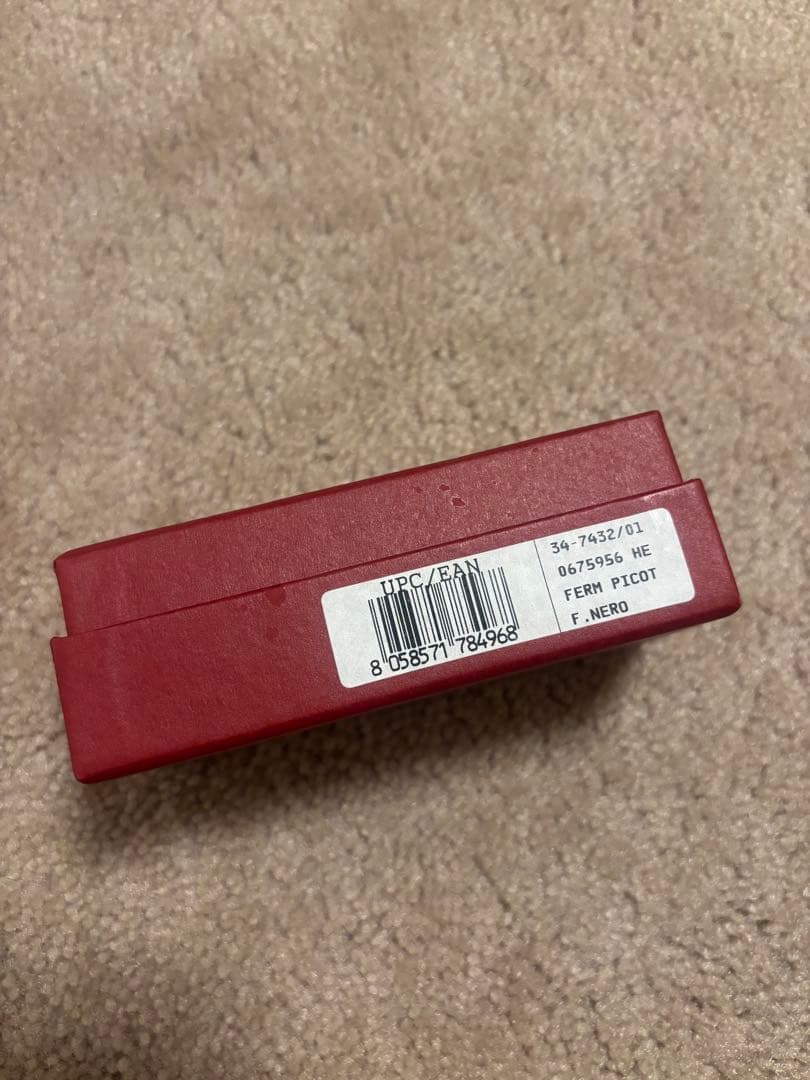 UPC/EAN
8 058571 784968
34-7432/01
0675956 HE
FERM PICOT
F.NERO